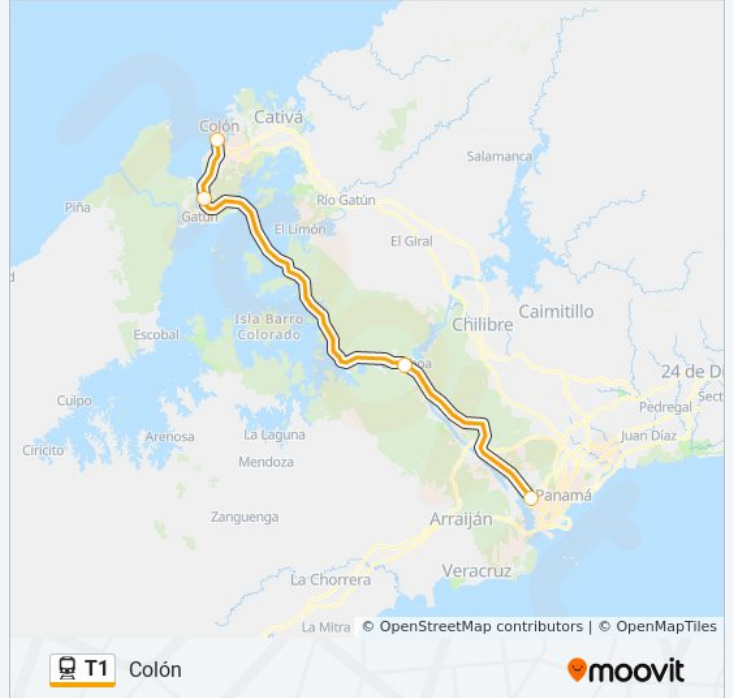 Colón
Cativá
Salamanca
Piña
Gatún
Río Gatún
El Limón
El Giral
Isla Barro
Colorado
Caimitillo
Chilibre
Escobal
24 de Di
Cuipo
Pedregal
Sect
Arenosa
La Laguna
Juan Díaz
Ciricito
Mendoza
Panamá
Zanguenga
Arraiján
Veracruz
La Chorrera
La Mitra
© OpenStreetMap contributors | © OpenMapTiles
T1 Colón
moovit